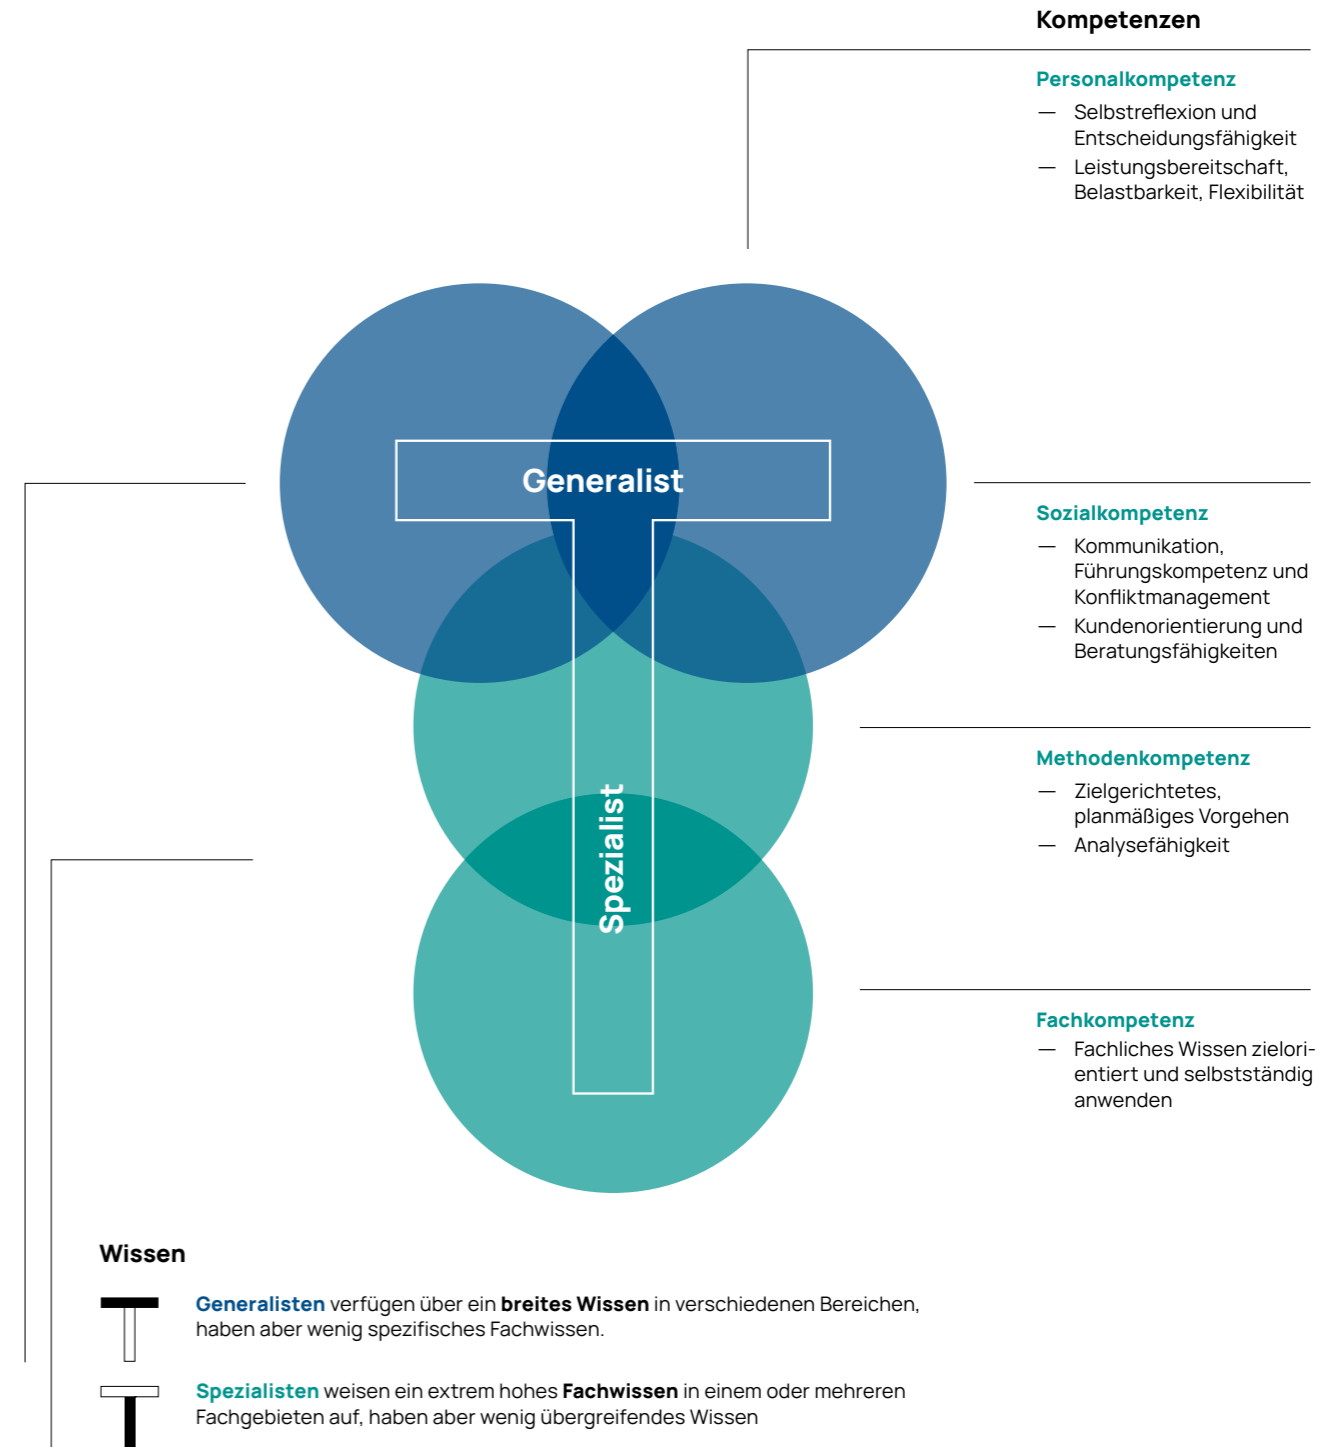 Kompetenzen
Personalkompetenz
— Selbstreflexion und
Entscheidungsfähigkeit
— Leistungsbereitschaft,
Belastbarkeit, Flexibilität
Generalist
Sozialkompetenz
— Kommunikation,
Führungskompetenz und
Konfliktmanagement
— Kundenorientierung und
Beratungsfähigkeiten
Methodenkompetenz
— Zielgerichtetes,
planmäßiges Vorgehen
— Analysefähigkeit
Spezialist
Fachkompetenz
— Fachliches Wissen zielori-
entiert und selbstständig
anwenden
Wissen
Generalisten verfügen über ein breites Wissen in verschiedenen Bereichen,
haben aber wenig spezifisches Fachwissen.
Spezialisten weisen ein extrem hohes Fachwissen in einem oder mehreren
Fachgebieten auf, haben aber wenig übergreifendes Wissen